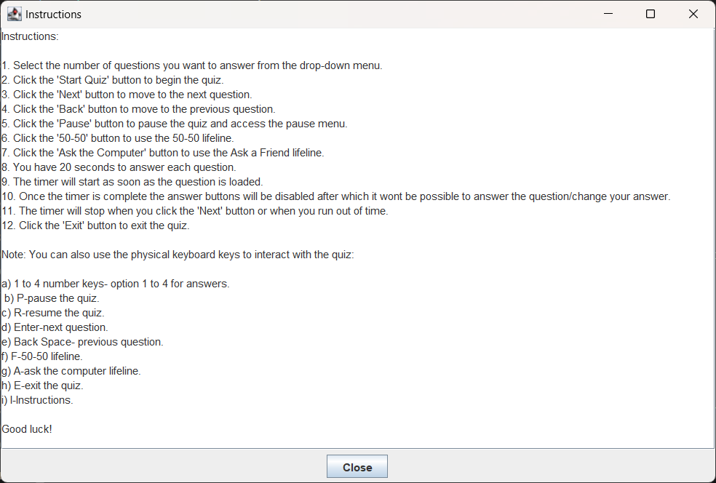 Instructions
Instructions:
1. Select the number of questions you want to answer from the drop-down menu.
2. Click the 'Start Quiz' button to begin the quiz.
3. Click the 'Next' button to move to the next question.
4. Click the 'Back' button to move to the previous question.
5. Click the 'Pause' button to pause the quiz and access the pause menu.
6. Click the '50-50' button to use the 50-50 lifeline.
7. Click the 'Ask the Computer' button to use the Ask a Friend lifeline.
8. You have 20 seconds to answer each question.
9. The timer will start as soon as the question is loaded.
10. Once the timer is complete the answer buttons will be disabled after which it wont be possible to answer the question/change your answer.
11. The timer will stop when you click the 'Next' button or when you run out of time.
12. Click the 'Exit' button to exit the quiz.
Note: You can also use the physical keyboard keys to interact with the quiz:
a) 1 to 4 number keys- option 1 to 4 for answers.
b) P-pause the quiz.
c) R-resume the quiz.
d) Enter-next question.
e) Back Space- previous question.
f) F-50-50 lifeline.
g) A-ask the computer lifeline.
h) E-exit the quiz.
i) I-Instructions.
Good luck!
Close